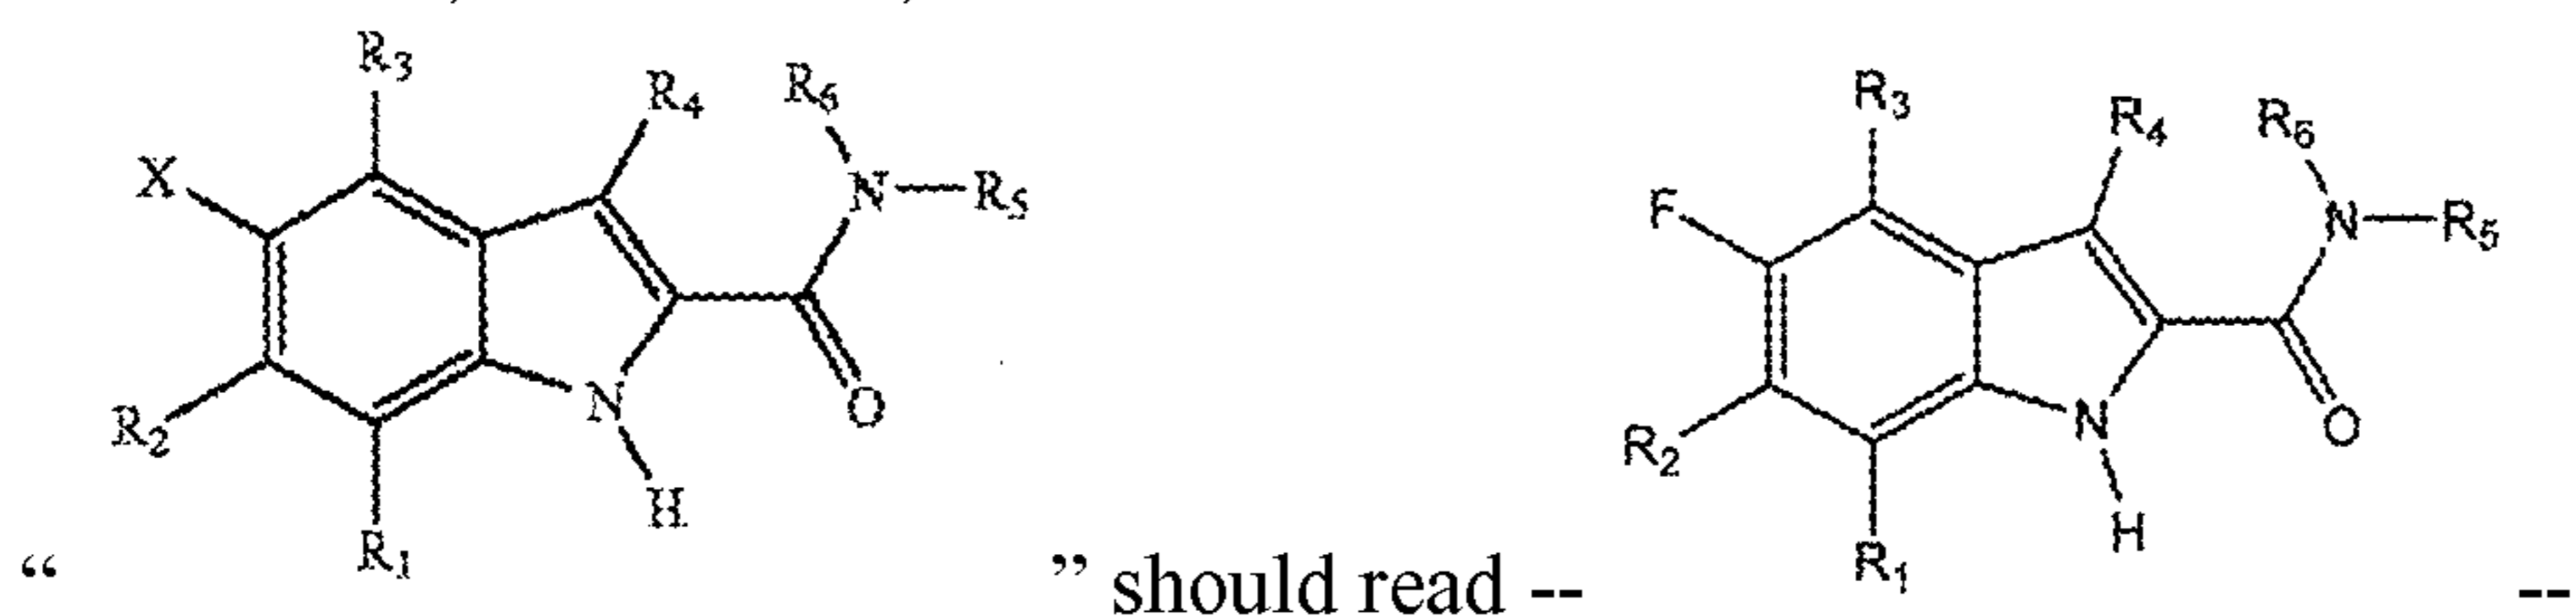 R3 R4 R6
X N R5
R2 N O
R1 H
R3 R4 R6
F N R5
R2 N O
R1 H
“ ” should read -- --